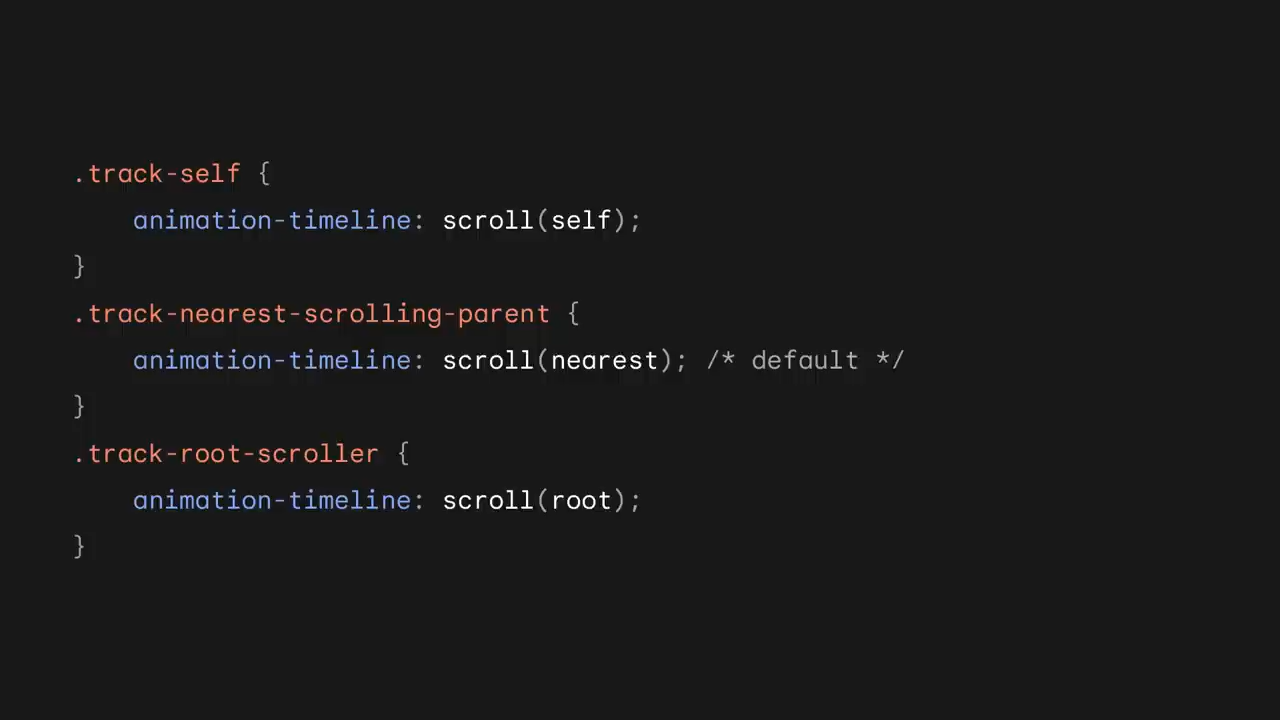 .track-self {
    animation-timeline: scroll(self);
}
.track-nearest-scrolling-parent {
    animation-timeline: scroll(nearest); /* default */
}
.track-root-scroller {
    animation-timeline: scroll(root);
}